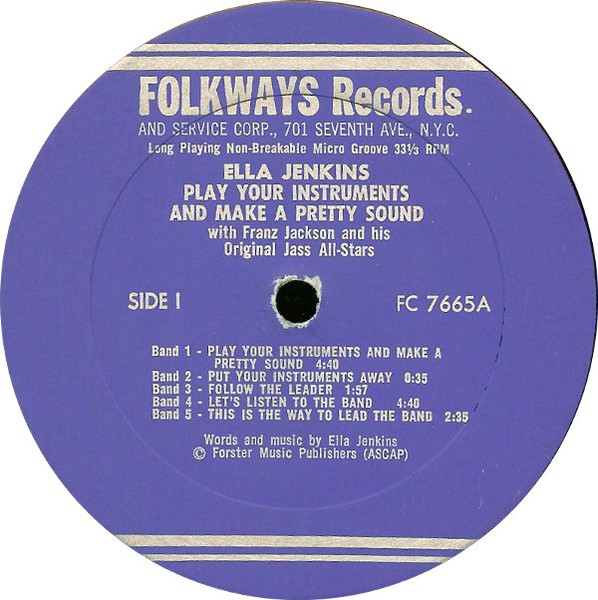 FOLKWAYS Records.
AND SERVICE CORP., 701 SEVENTH AVE., N.Y.C.
Long Playing Non-Breakable Micro Groove 33⅓ RPM
ELLA JENKINS
PLAY YOUR INSTRUMENTS
AND MAKE A PRETTY SOUND
with Franz Jackson and his
Original Jass All-Stars
SIDE I
FC 7665A
Band 1 - PLAY YOUR INSTRUMENTS AND MAKE A
PRETTY SOUND 4:40
Band 2 - PUT YOUR INSTRUMENTS AWAY 0:35
Band 3 - FOLLOW THE LEADER 1:57
Band 4 - LET'S LISTEN TO THE BAND 4:40
Band 5 - THIS IS THE WAY TO LEAD THE BAND 2:35
Words and music by Ella Jenkins
© Forster Music Publishers (ASCAP)